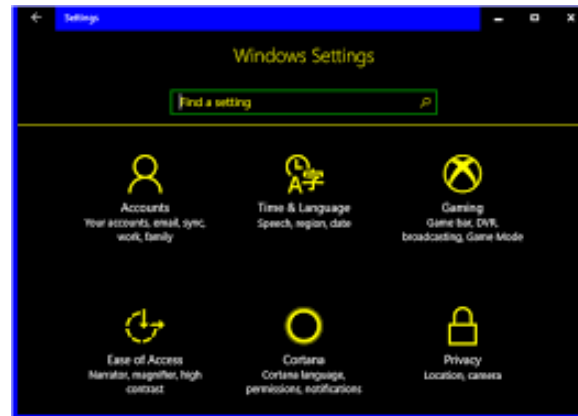 Settings
Windows Settings
Find a setting
Accounts
Your accounts, email, sync,
work, family
Time & Language
Speech, region, date
Gaming
Game bar, DVR,
broadcasting, Game Mode
Ease of Access
Narrator, magnifier, high
contrast
Cortana
Cortana language,
permissions, notifications
Privacy
Location, camera